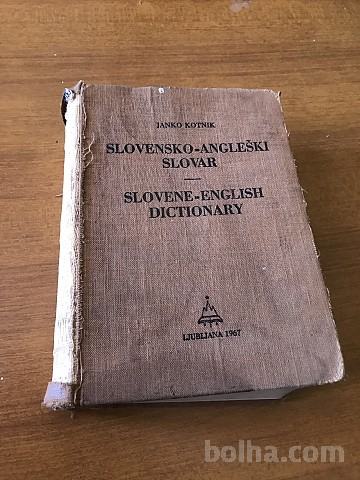 JANKO KOTNIK
SLOVENSKO-ANGLEŠKI
SLOVAR
SLOVENE-ENGLISH
DICTIONARY
LJUBLJANA 1967
bolha.com